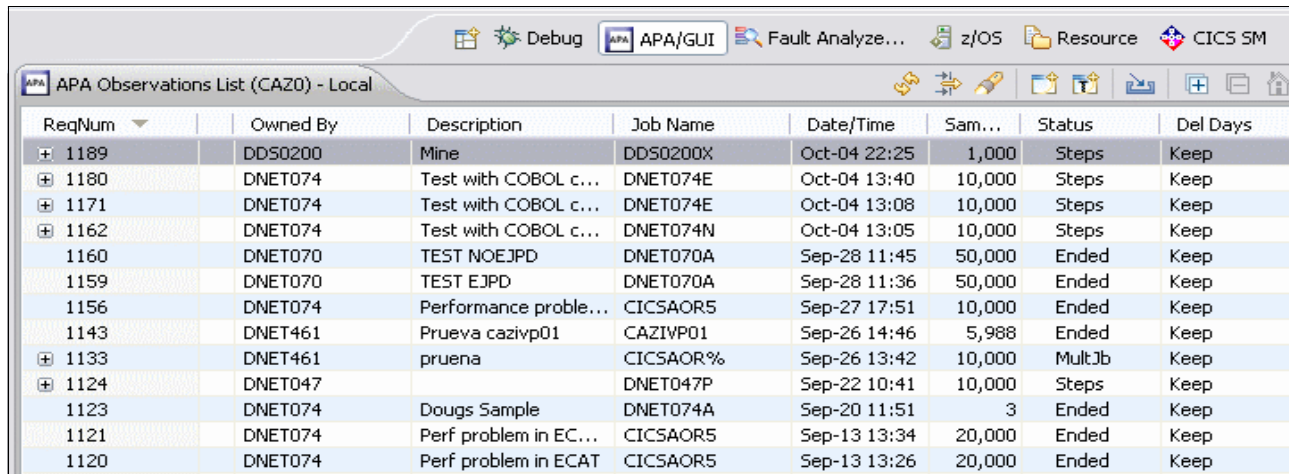 Debug APA APA/GUI Fault Analyze... z/OS Resource CICS SM
APA APA Observations List (CAZ0) - Local
ReqNum Owned By Description Job Name Date/Time Sam... Status Del Days
1189 DDS0200 Mine DDS0200X Oct-04 22:25 1,000 Steps Keep
1180 DNET074 Test with COBOL c... DNET074E Oct-04 13:40 10,000 Steps Keep
1171 DNET074 Test with COBOL c... DNET074E Oct-04 13:08 10,000 Steps Keep
1162 DNET074 Test with COBOL c... DNET074N Oct-04 13:05 10,000 Steps Keep
1160 DNET070 TEST NOEJPD DNET070A Sep-28 11:45 50,000 Ended Keep
1159 DNET070 TEST EJPD DNET070A Sep-28 11:36 50,000 Ended Keep
1156 DNET074 Performance proble... CICSAOR5 Sep-27 17:51 10,000 Ended Keep
1143 DNET461 Prueva cazivp01 CAZIVP01 Sep-26 14:46 5,988 Ended Keep
1133 DNET461 pruena CICSAOR% Sep-26 13:42 10,000 MultJb Keep
1124 DNET047 DNET047P Sep-22 10:41 10,000 Steps Keep
1123 DNET074 Dougs Sample DNET074A Sep-20 11:51 3 Ended Keep
1121 DNET074 Perf problem in EC... CICSAOR5 Sep-13 13:34 20,000 Ended Keep
1120 DNET074 Perf problem in ECAT CICSAOR5 Sep-13 13:26 20,000 Ended Keep